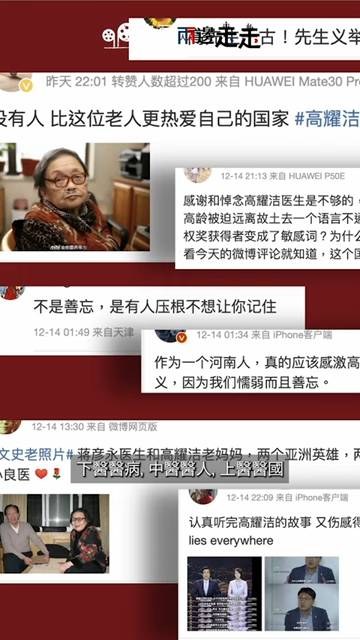 兩岸走走
古！先生义举
昨天 22:01 转赞人数超过200 来自 HUAWEI Mate30 Pr
没有人 比这位老人更热爱自己的国家 #高耀洁
12-14 21:13 来自 HUAWEI P50E
感谢和悼念高耀洁医生是不够的，
高龄被迫远离故土去一个语言不通
权奖获得者变成了敏感词？为什么
看今天的微博评论就知道，这个国
不是善忘，是有人压根不想让你记住
12-14 01:49 来自天津
12-14 01:34 来自 iPhone客户端
作为一个河南人，真的应该感激高
义，因为我们懦弱而且善忘。
12-14 13:30 来自 微博网页版
文史老照片# 蒋彦永医生和高耀洁老妈妈，两个亚洲英雄，两
良医
下醫醫病, 中醫醫人, 上醫醫國
12-14 22:09 来自 iPhone客户端
认真听完高耀洁的故事 又伤感得
lies everywhere